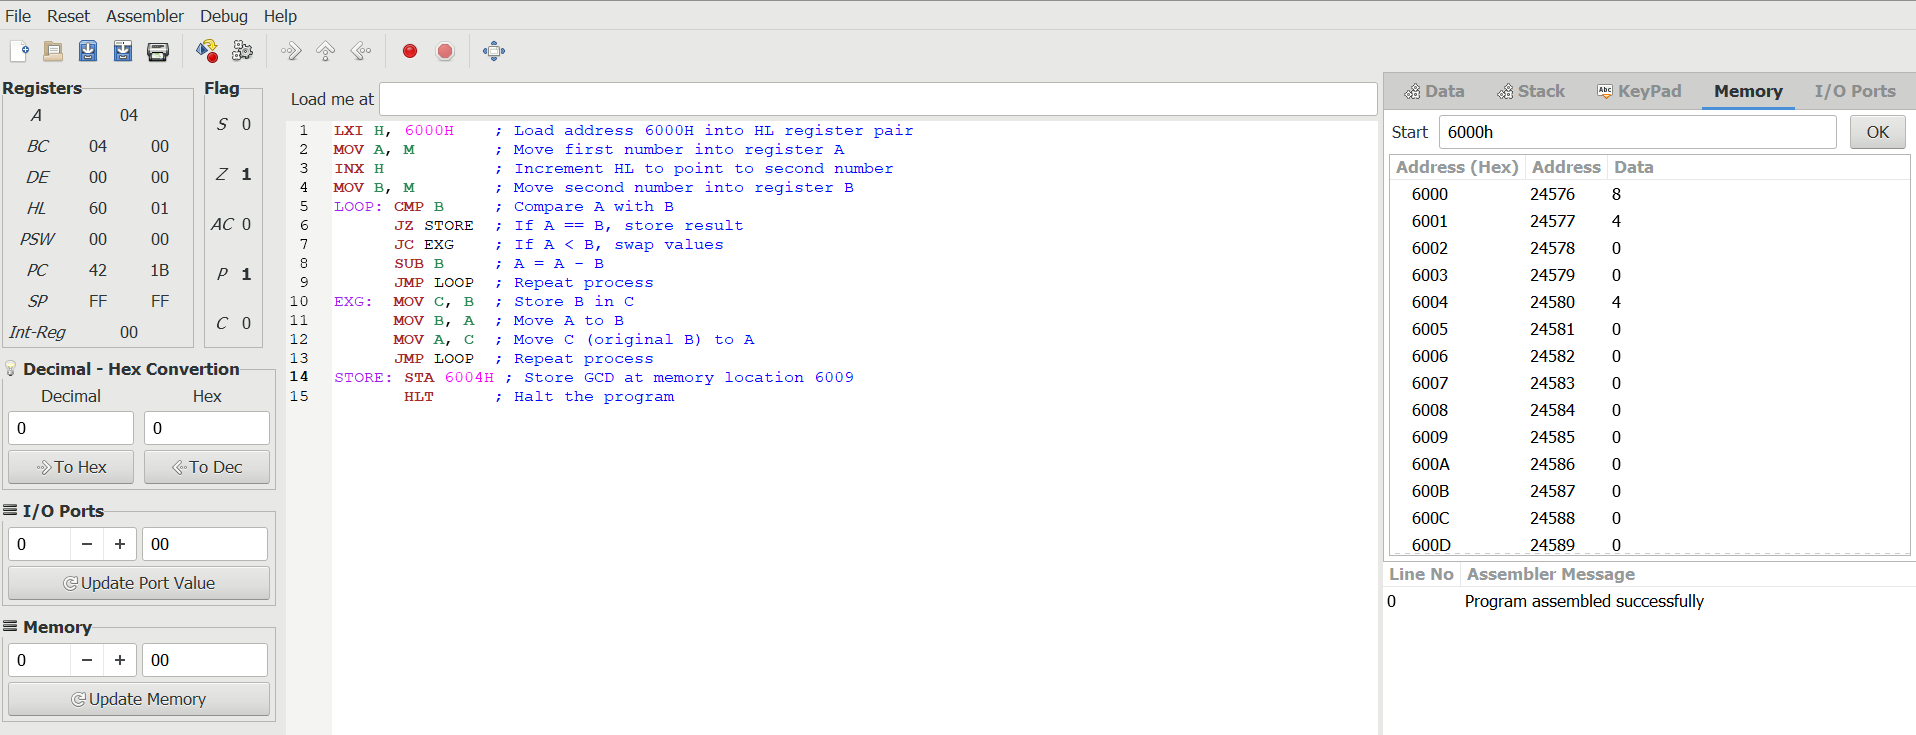 File Reset Assembler Debug Help
Registers
A 04
BC 04 00
DE 00 00
HL 60 01
PSW 00 00
PC 42 1B
SP FF FF
Int-Reg 00
Flag
S 0
Z 1
AC 0
P 1
C 0
Decimal - Hex Convertion
Decimal Hex
0 0
To Hex To Dec
I/O Ports
0 − + 00
Update Port Value
Memory
0 − + 00
Update Memory
Load me at
1 LXI H, 6000H ; Load address 6000H into HL register pair
2 MOV A, M ; Move first number into register A
3 INX H ; Increment HL to point to second number
4 MOV B, M ; Move second number into register B
5 LOOP: CMP B ; Compare A with B
6 JZ STORE ; If A == B, store result
7 JC EXG ; If A < B, swap values
8 SUB B ; A = A - B
9 JMP LOOP ; Repeat process
10 EXG: MOV C, B ; Store B in C
11 MOV B, A ; Move A to B
12 MOV A, C ; Move C (original B) to A
13 JMP LOOP ; Repeat process
14 STORE: STA 6004H ; Store GCD at memory location 6009
15 HLT ; Halt the program
Data Stack Abc KeyPad Memory I/O Ports
Start 6000h OK
Address (Hex) Address Data
6000 24576 8
6001 24577 4
6002 24578 0
6003 24579 0
6004 24580 4
6005 24581 0
6006 24582 0
6007 24583 0
6008 24584 0
6009 24585 0
600A 24586 0
600B 24587 0
600C 24588 0
600D 24589 0
Line No Assembler Message
0 Program assembled successfully